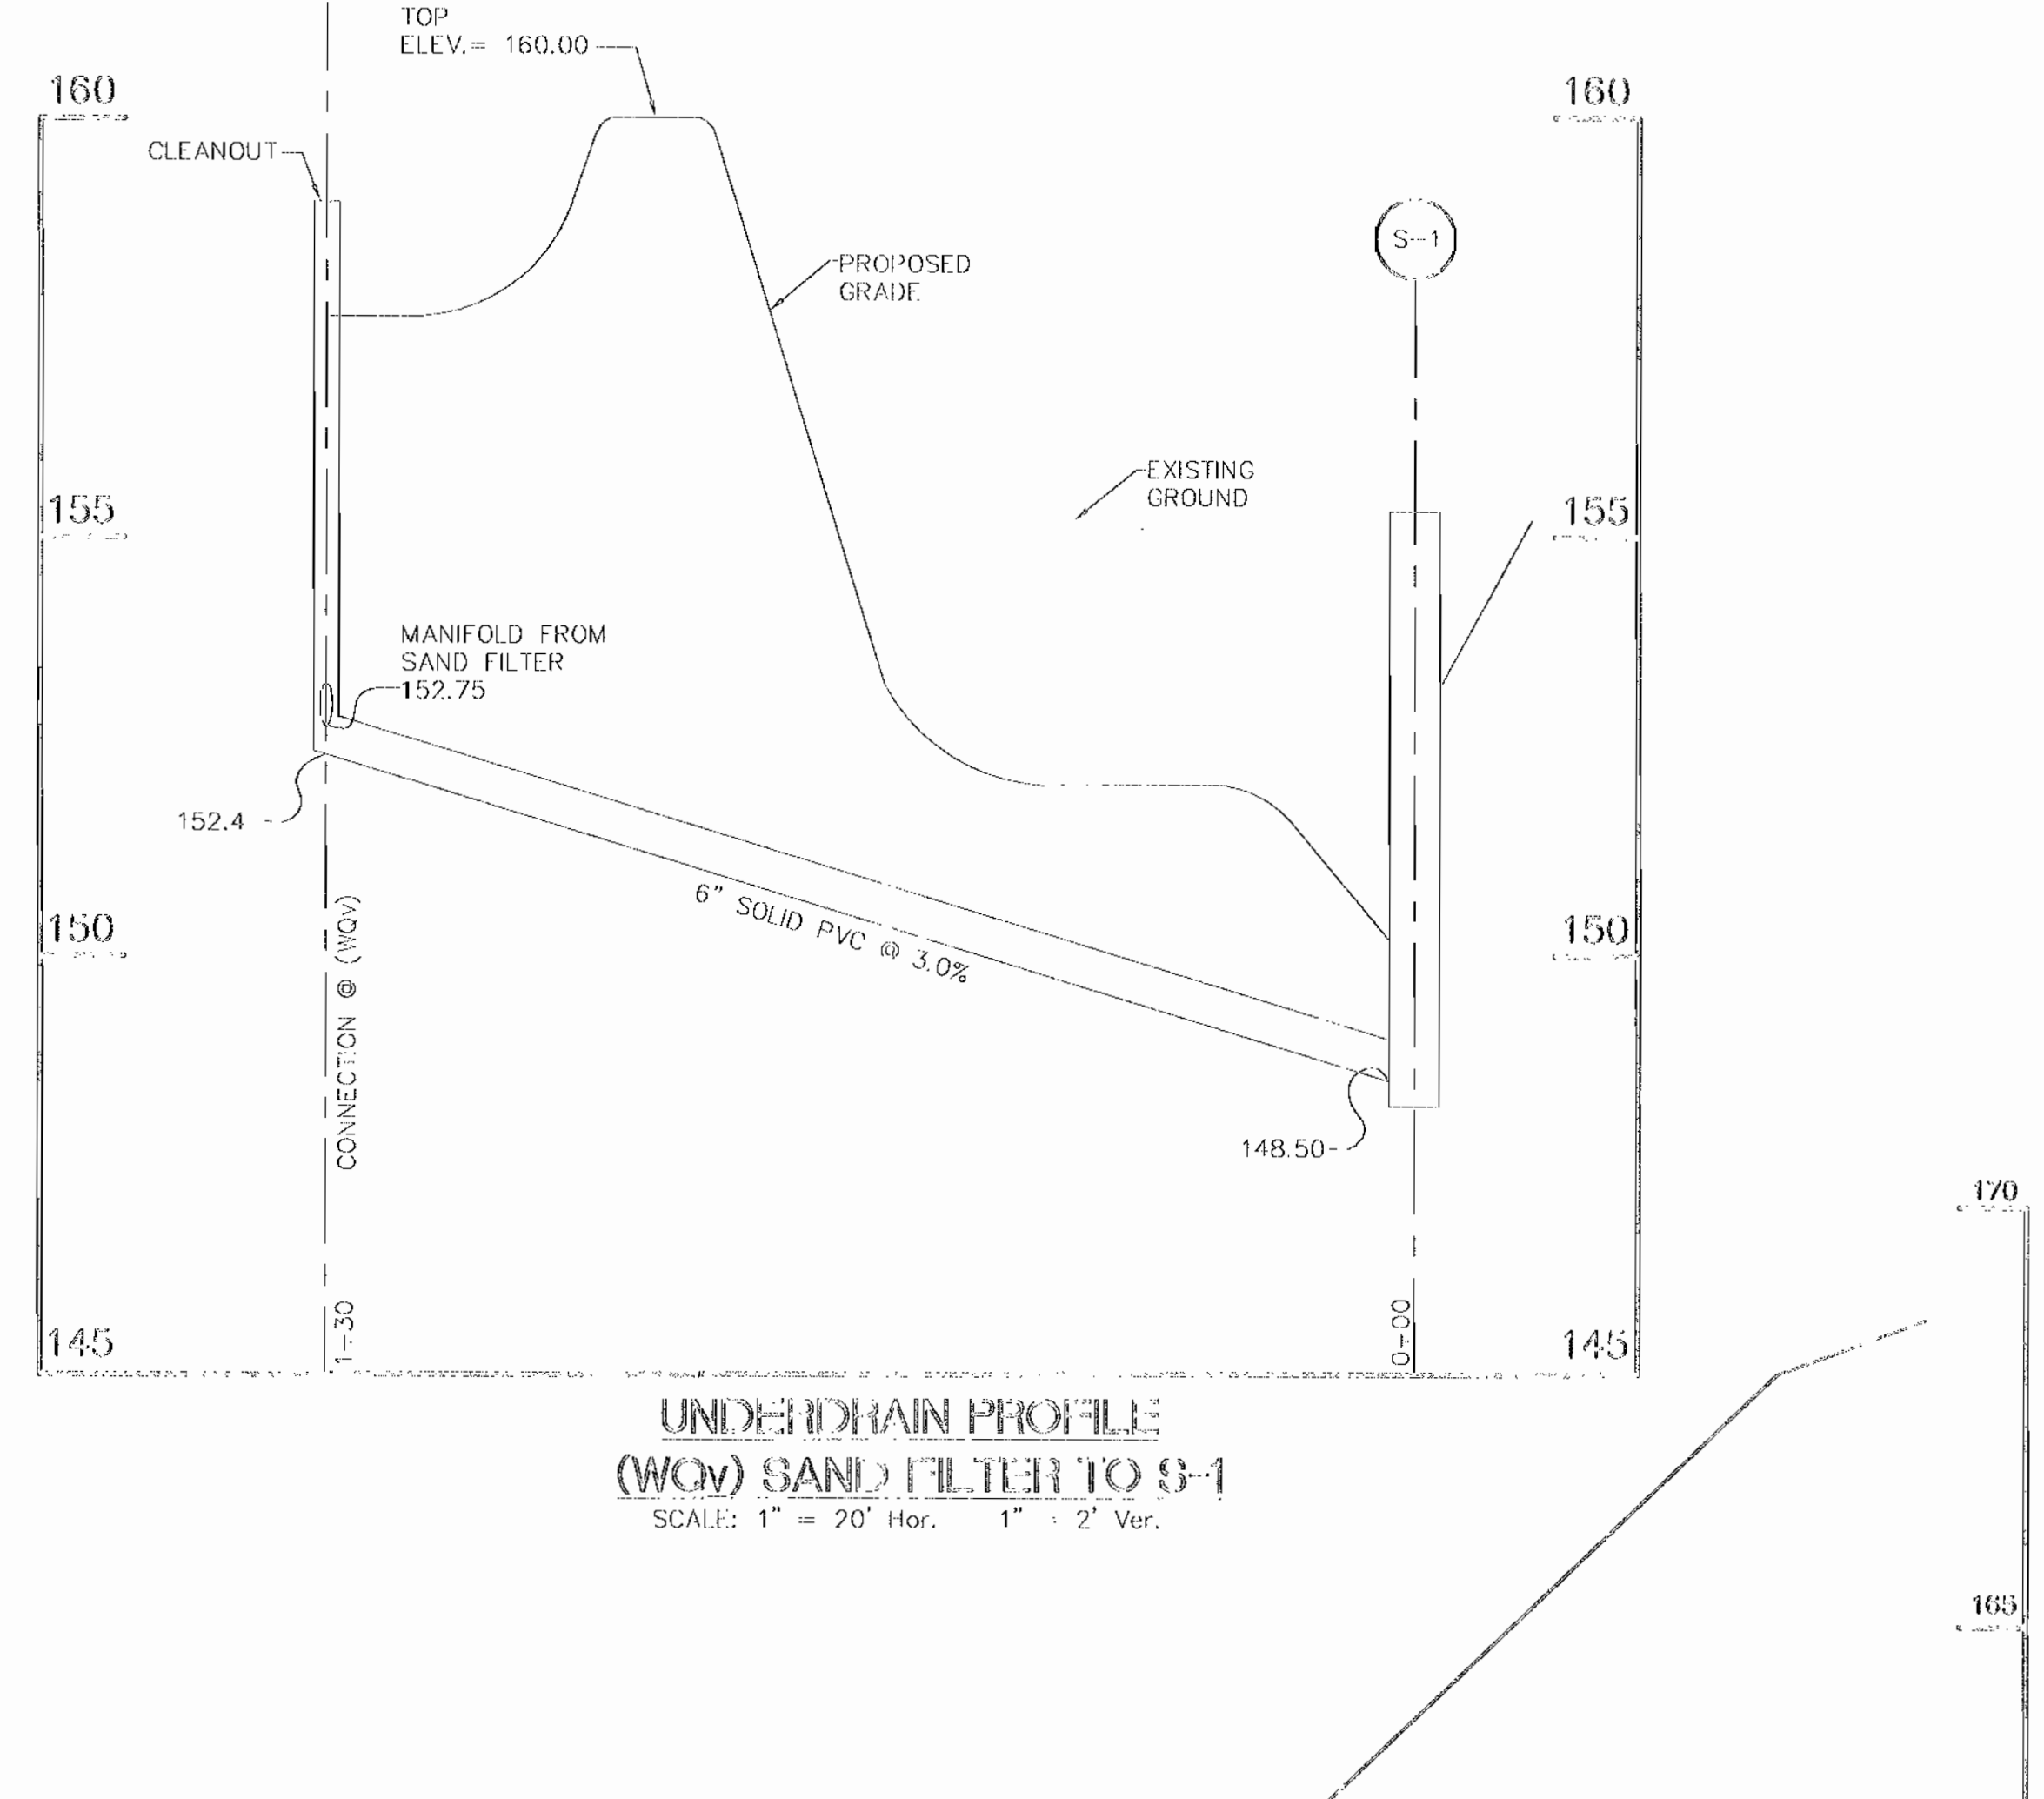 TOP
ELEV.= 160.00
160
160
CLEANOUT
S-1
PROPOSED
GRADE
EXISTING
GROUND
155
155
MANIFOLD FROM
SAND FILTER
152.75
152.4
6" SOLID PVC @ 3.0%
150
150
CONNECTION @ (WQV)
148.50
170
1+30
0+00
145
145
UNDERDRAIN PROFILE
(WQv) SAND FILTER TO S-1
SCALE: 1" = 20' Hor. 1" = 2' Ver.
165